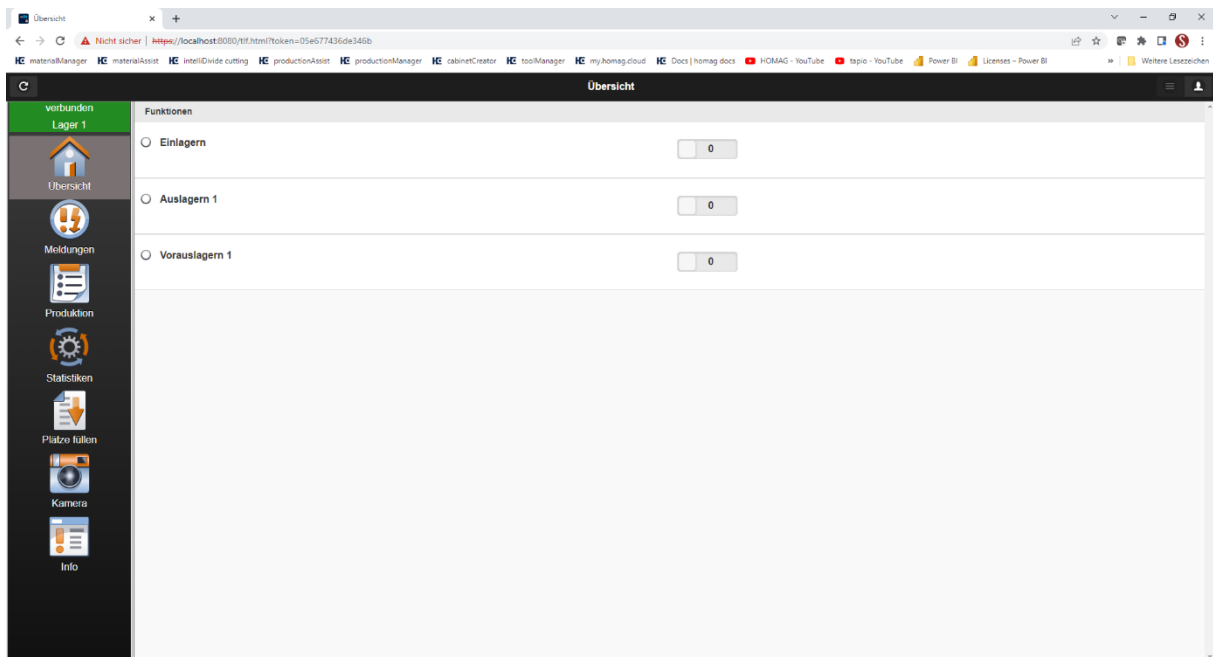 Übersicht
Nicht sicher | https://localhost:8080/tlf.html?token=05e677436de346b
materialManager materialAssist intelliDivide cutting productionAssist productionManager cabinetCreator toolManager my.homag.cloud Docs | homag docs HOMAG - YouTube tapio - YouTube Power BI Licenses – Power BI » Weitere Lesezeichen
Übersicht
verbunden
Lager 1
Übersicht
Meldungen
Produktion
Statistiken
Plätze füllen
Kamera
Info
Funktionen
Einlagern 0
Auslagern 1 0
Vorauslagern 1 0